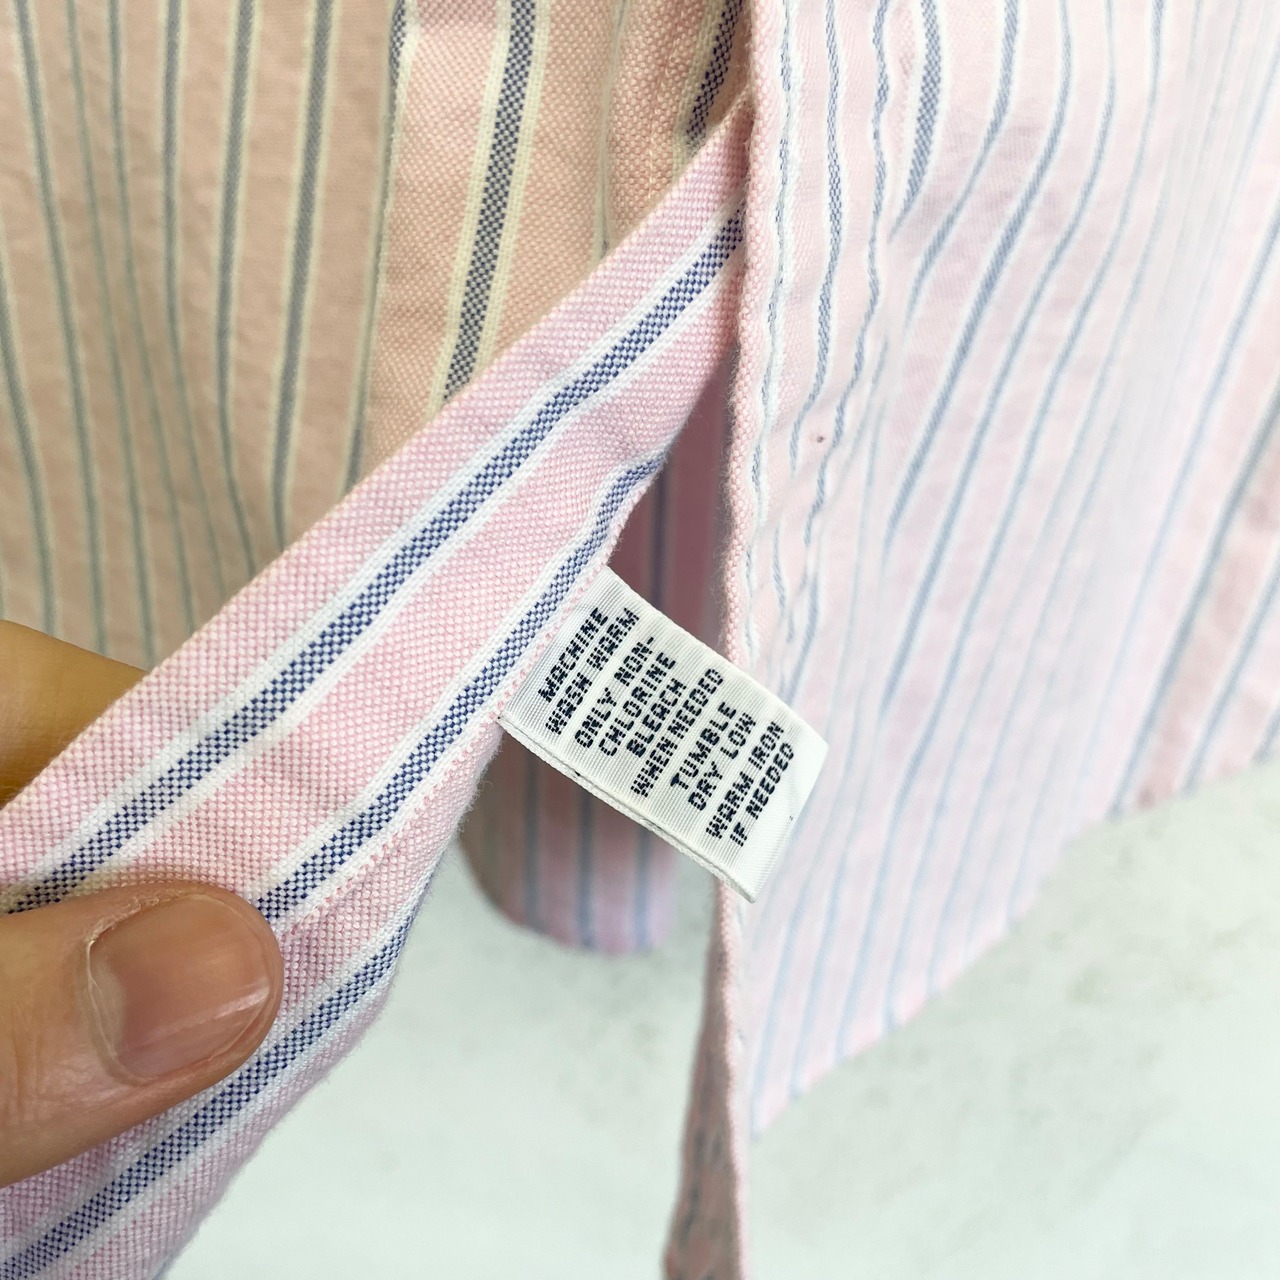 MACHINE
WASH WARM
ONLY NON-
CHLORINE
BLEACH
WHEN NEEDED
TUMBLE
DRY LOW
WARM IRON
IF NEEDED